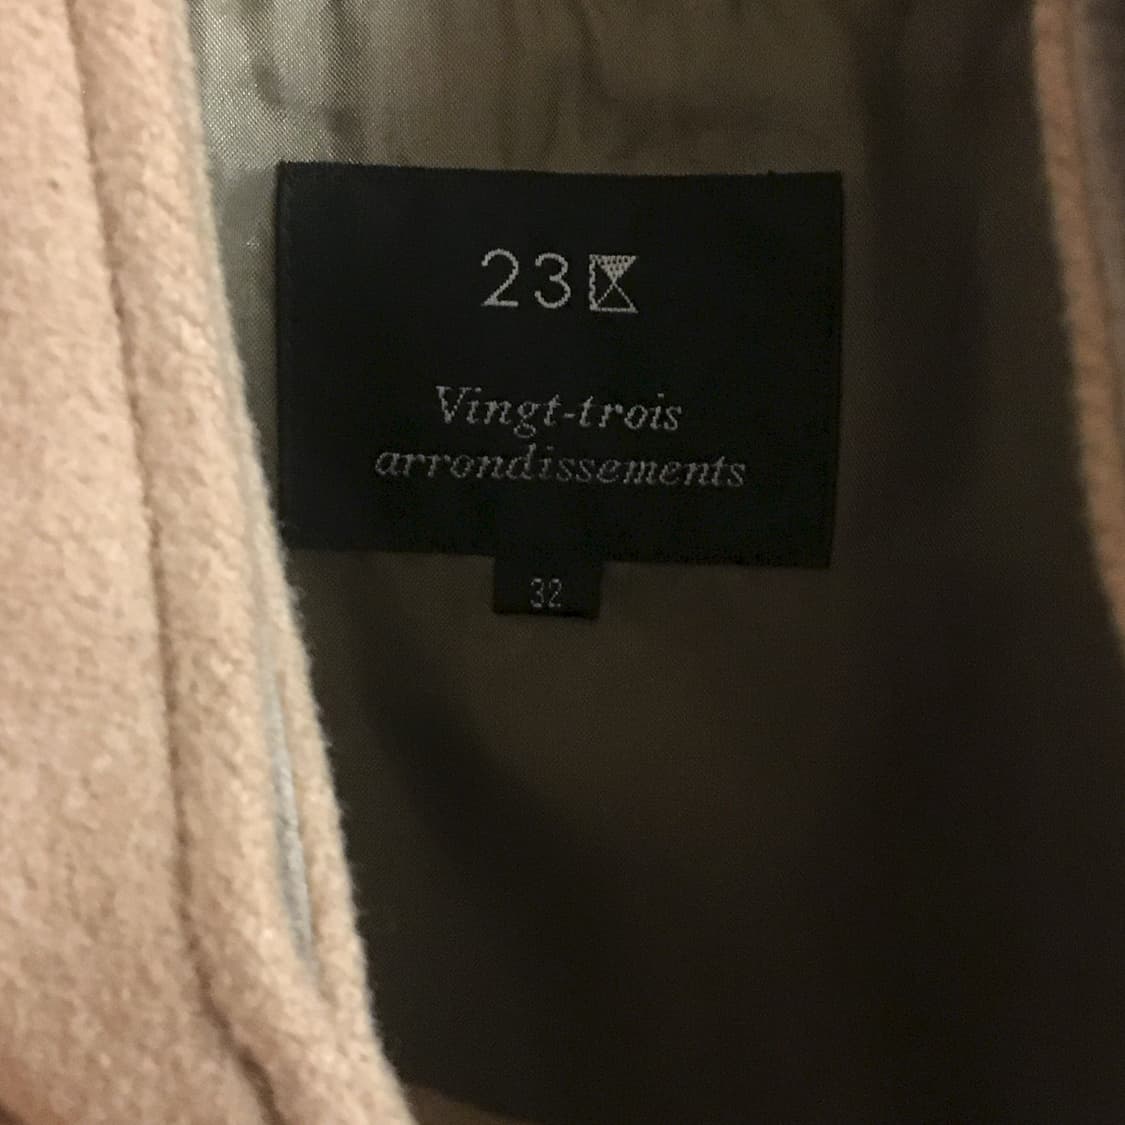 23区
Vingt-trois
arrondissements
32